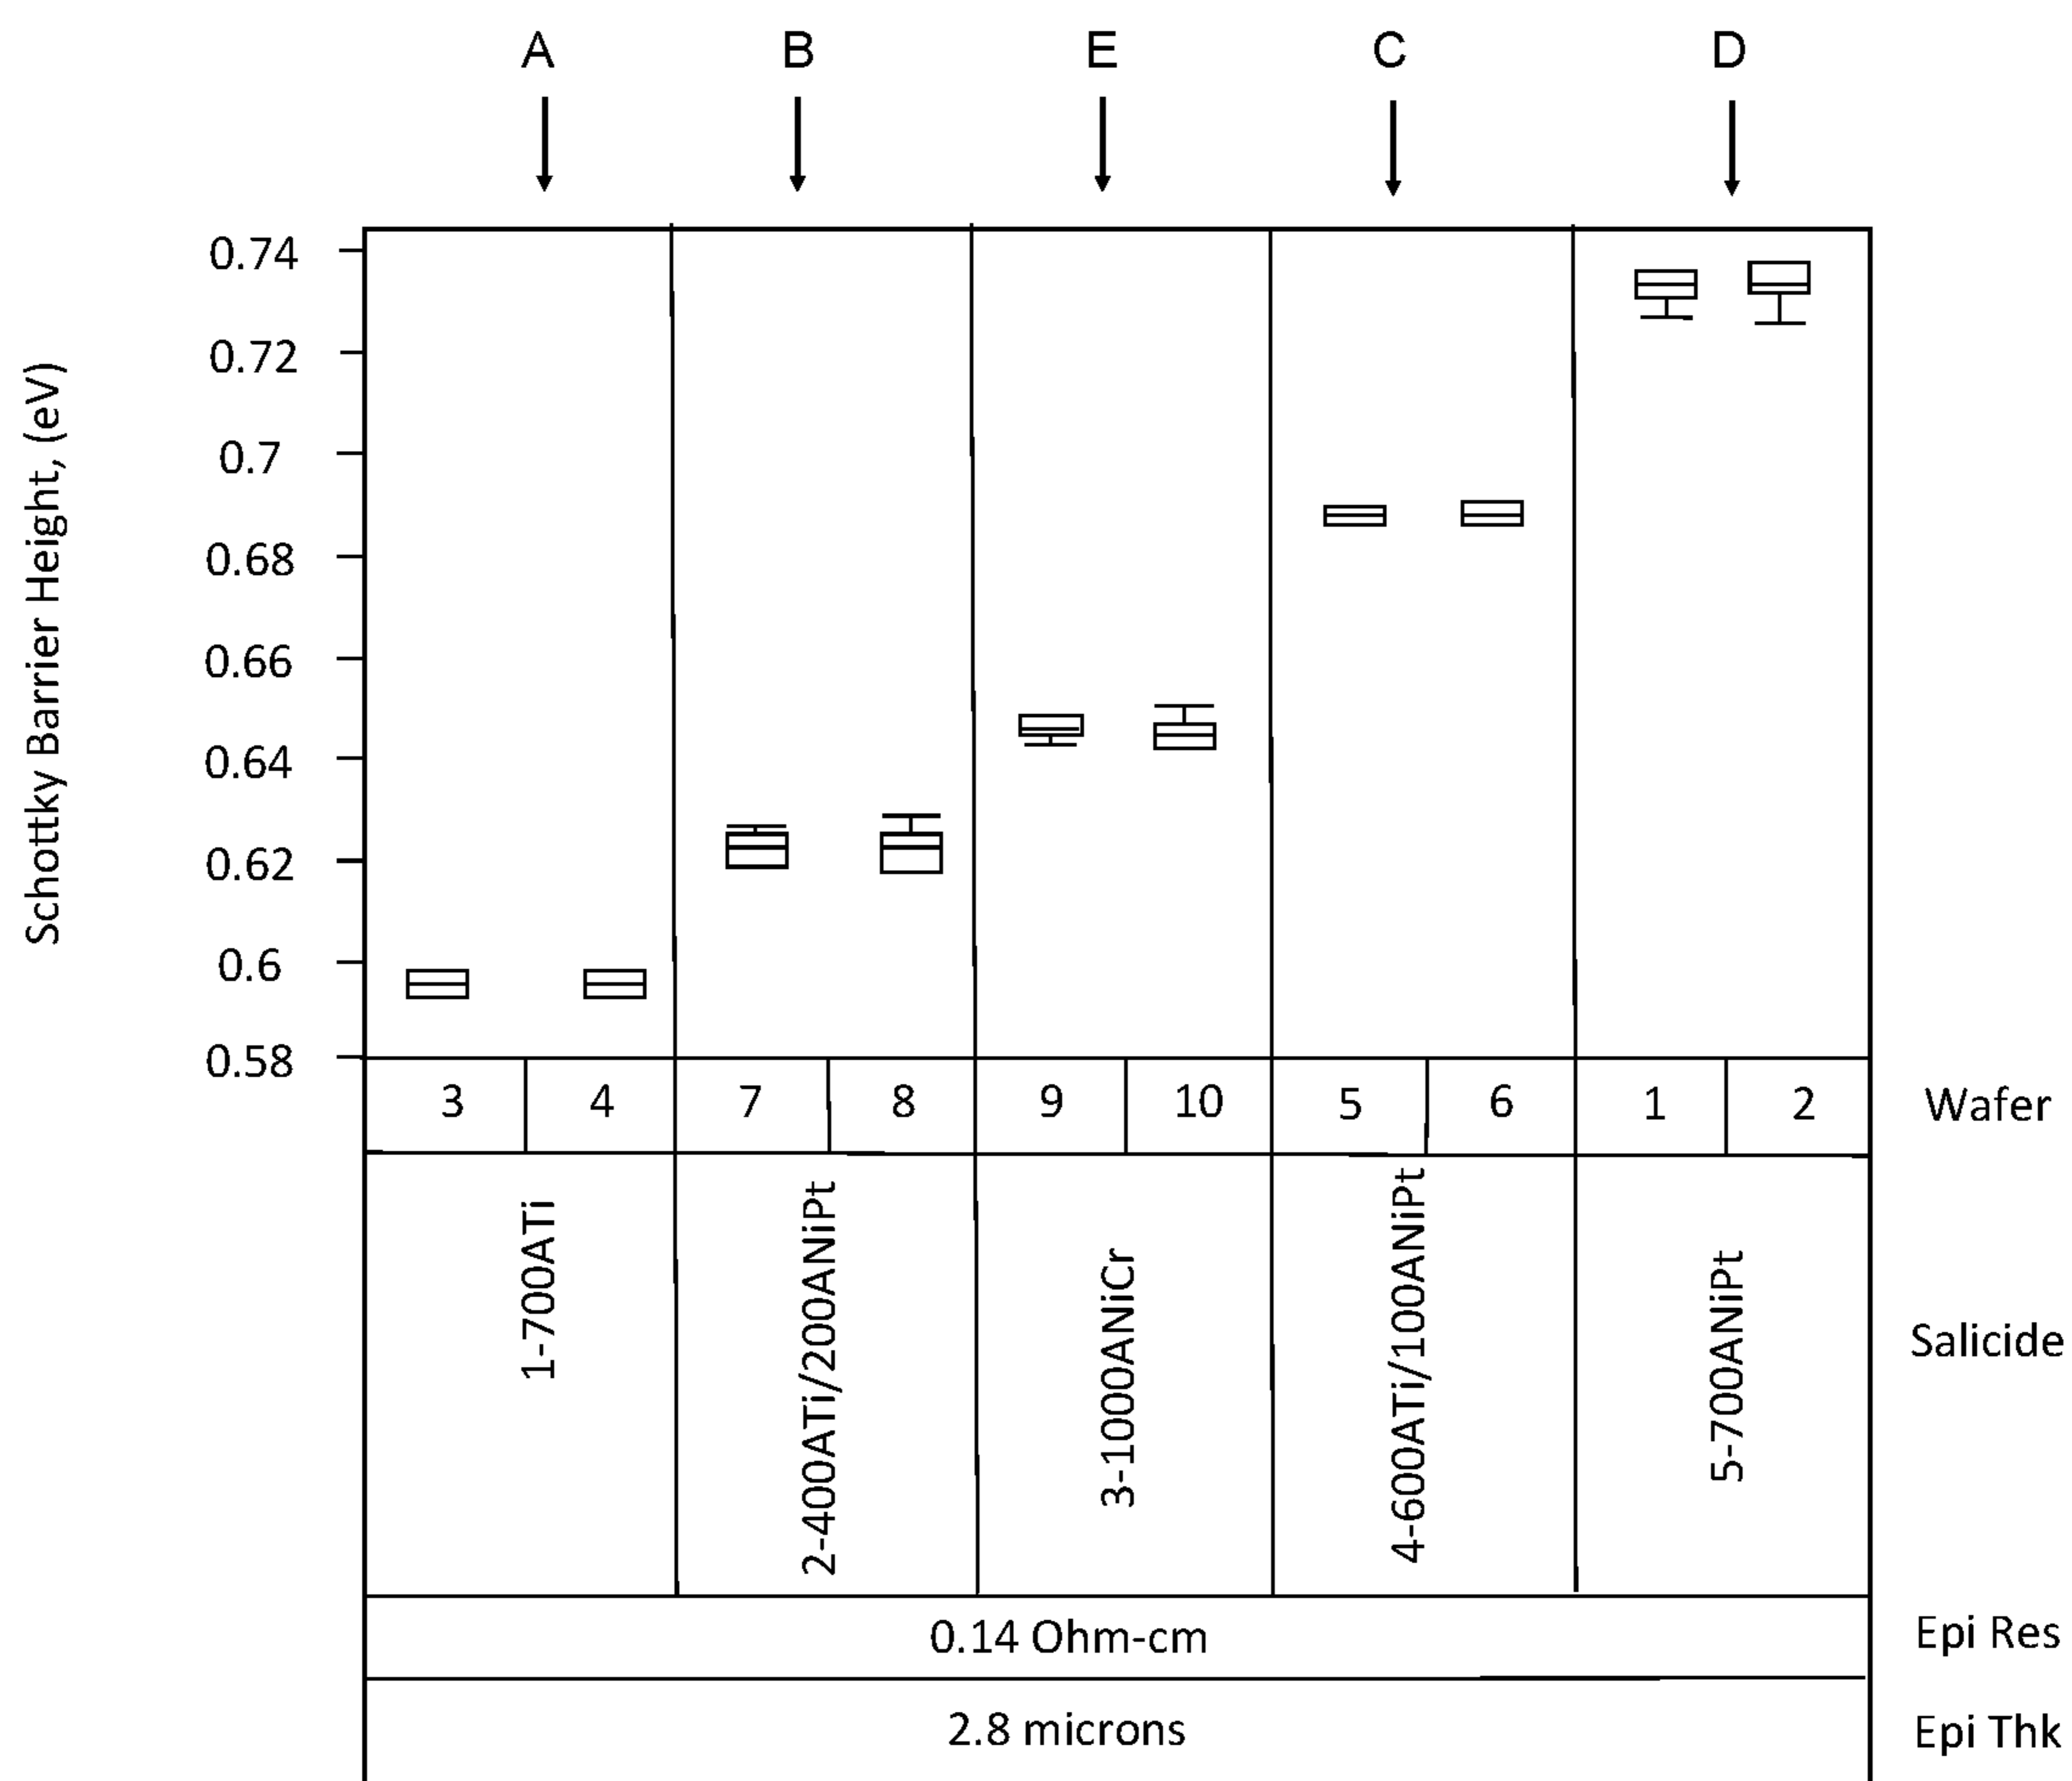 A B E C D
Schottky Barrier Height, (eV)
0.74
0.72
0.7
0.68
0.66
0.64
0.62
0.6
0.58
3 4 7 8 9 10 5 6 1 2 Wafer
1-700ATi
2-400ATi/200ANiPt
3-1000ANiCr
4-600ATi/100ANiPt
5-700ANiPt
Salicide
0.14 Ohm-cm Epi Res
2.8 microns Epi Thk